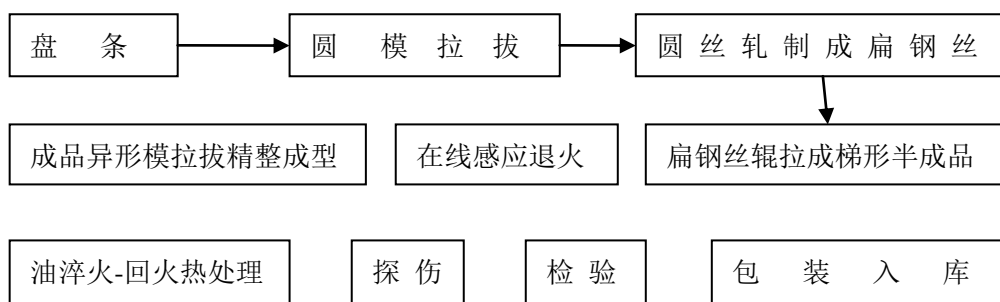 盘 条
圆 模 拉 拔
圆 丝 轧 制 成 扁 钢 丝
成品异形模拉拔精整成型
在线感应退火
扁钢丝辊拉成梯形半成品
油淬火-回火热处理
探 伤
检 验
包 装 入 库